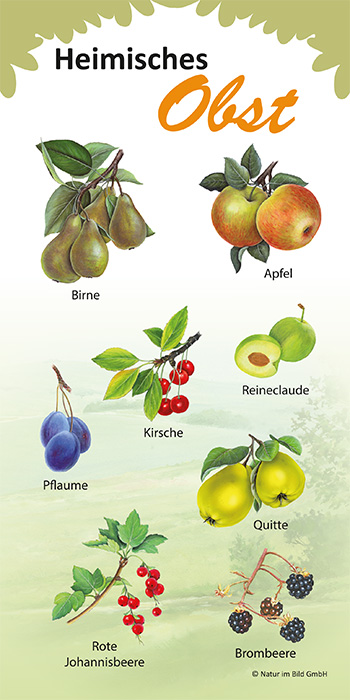 Heimisches
Obst
Birne
Apfel
Kirsche
Reineclaude
Pflaume
Quitte
Rote
Johannisbeere
Brombeere
© Natur im Bild GmbH